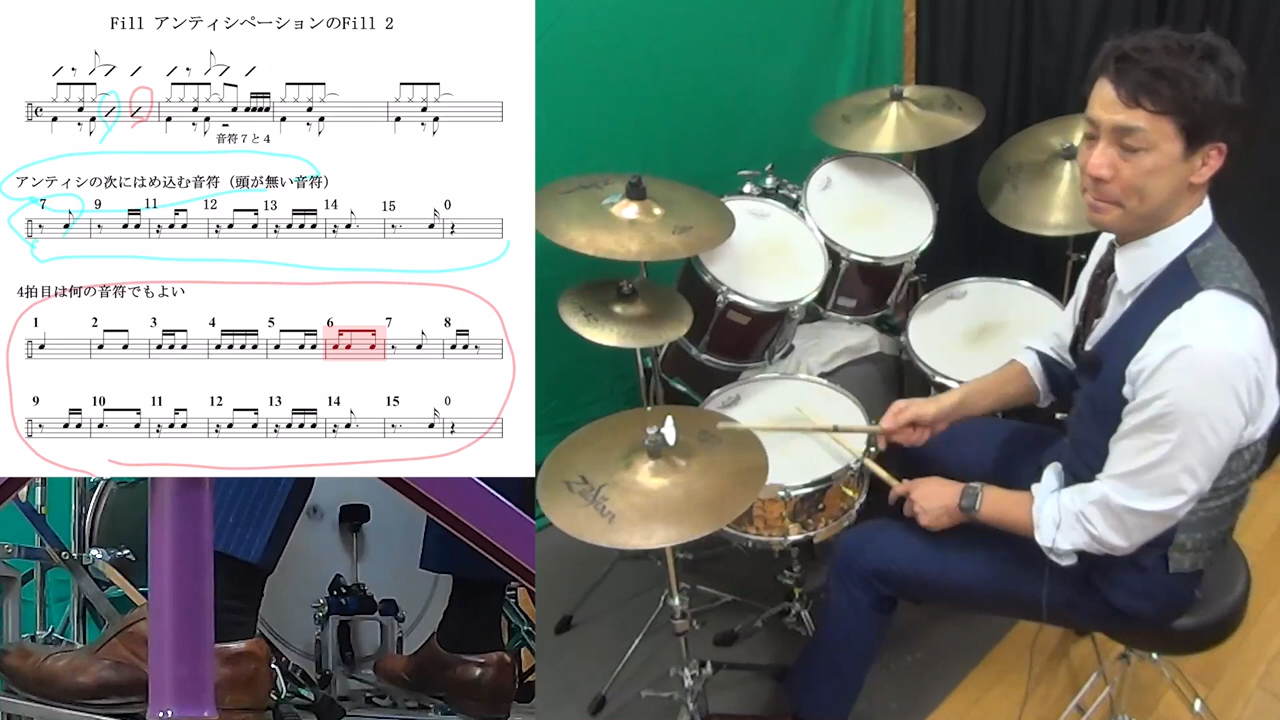 Fill アンティシペーションのFill 2
音符7と4
アンティシの次にはめ込む音符（頭が無い音符）
7 9 11 12 13 14 15 0
4拍目は何の音符でもよい
1 2 3 4 5 6 7 8
9 10 11 12 13 14 15 0
Zildjian